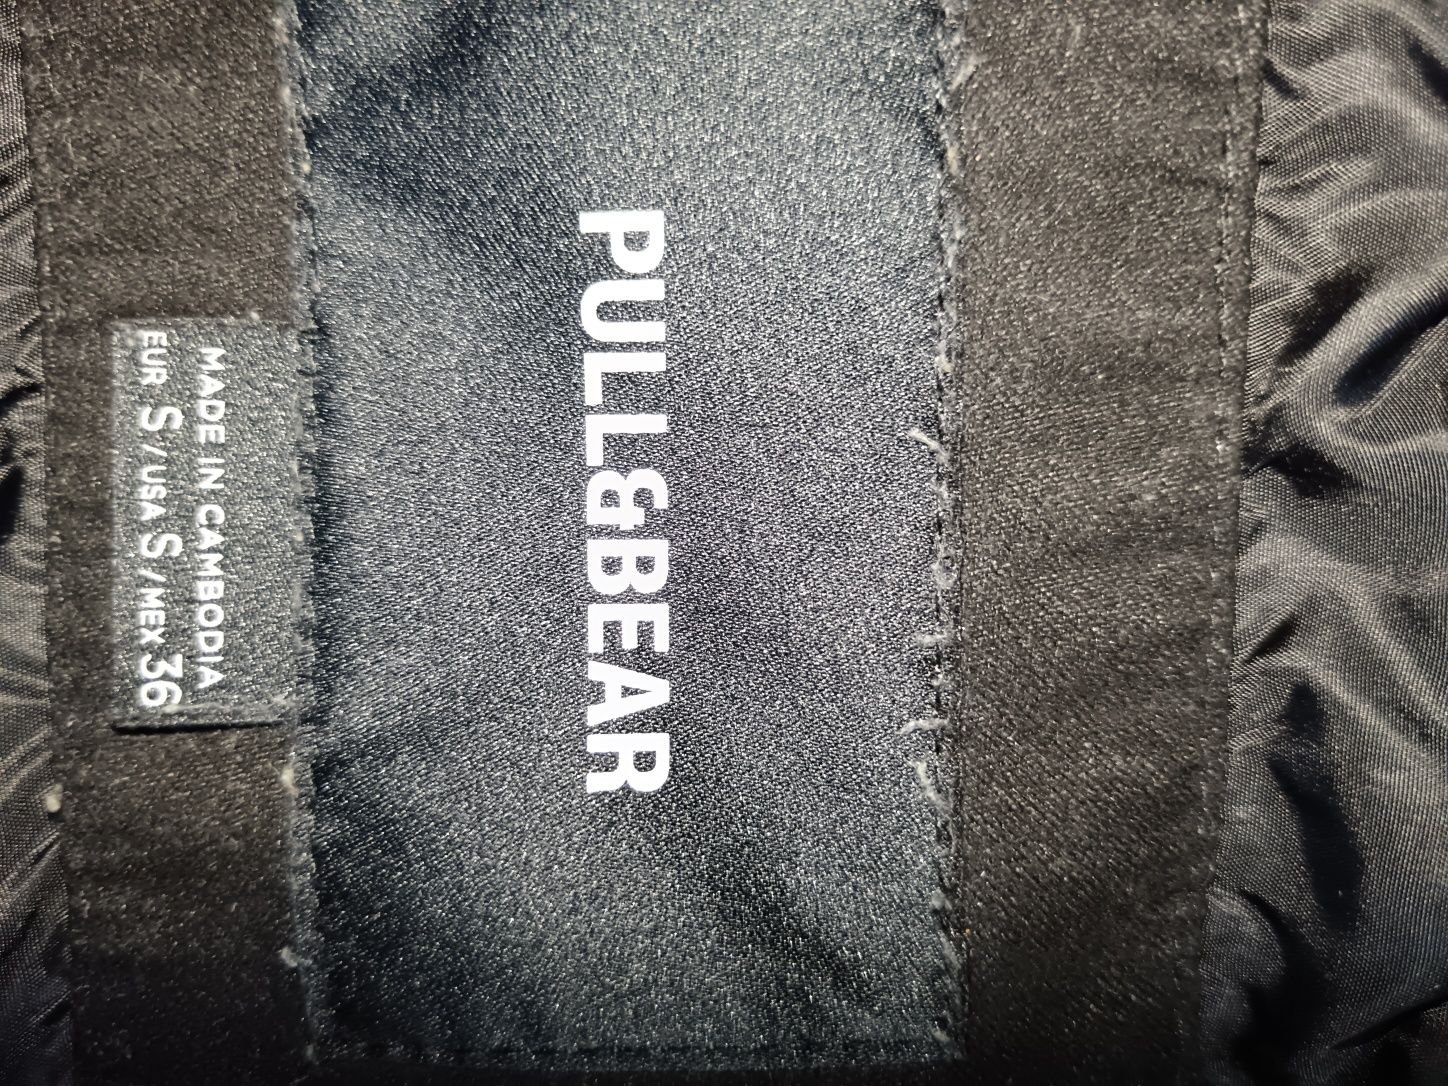 PULL&BEAR
MADE IN CAMBODIA
EUR S / USA S / MEX 36